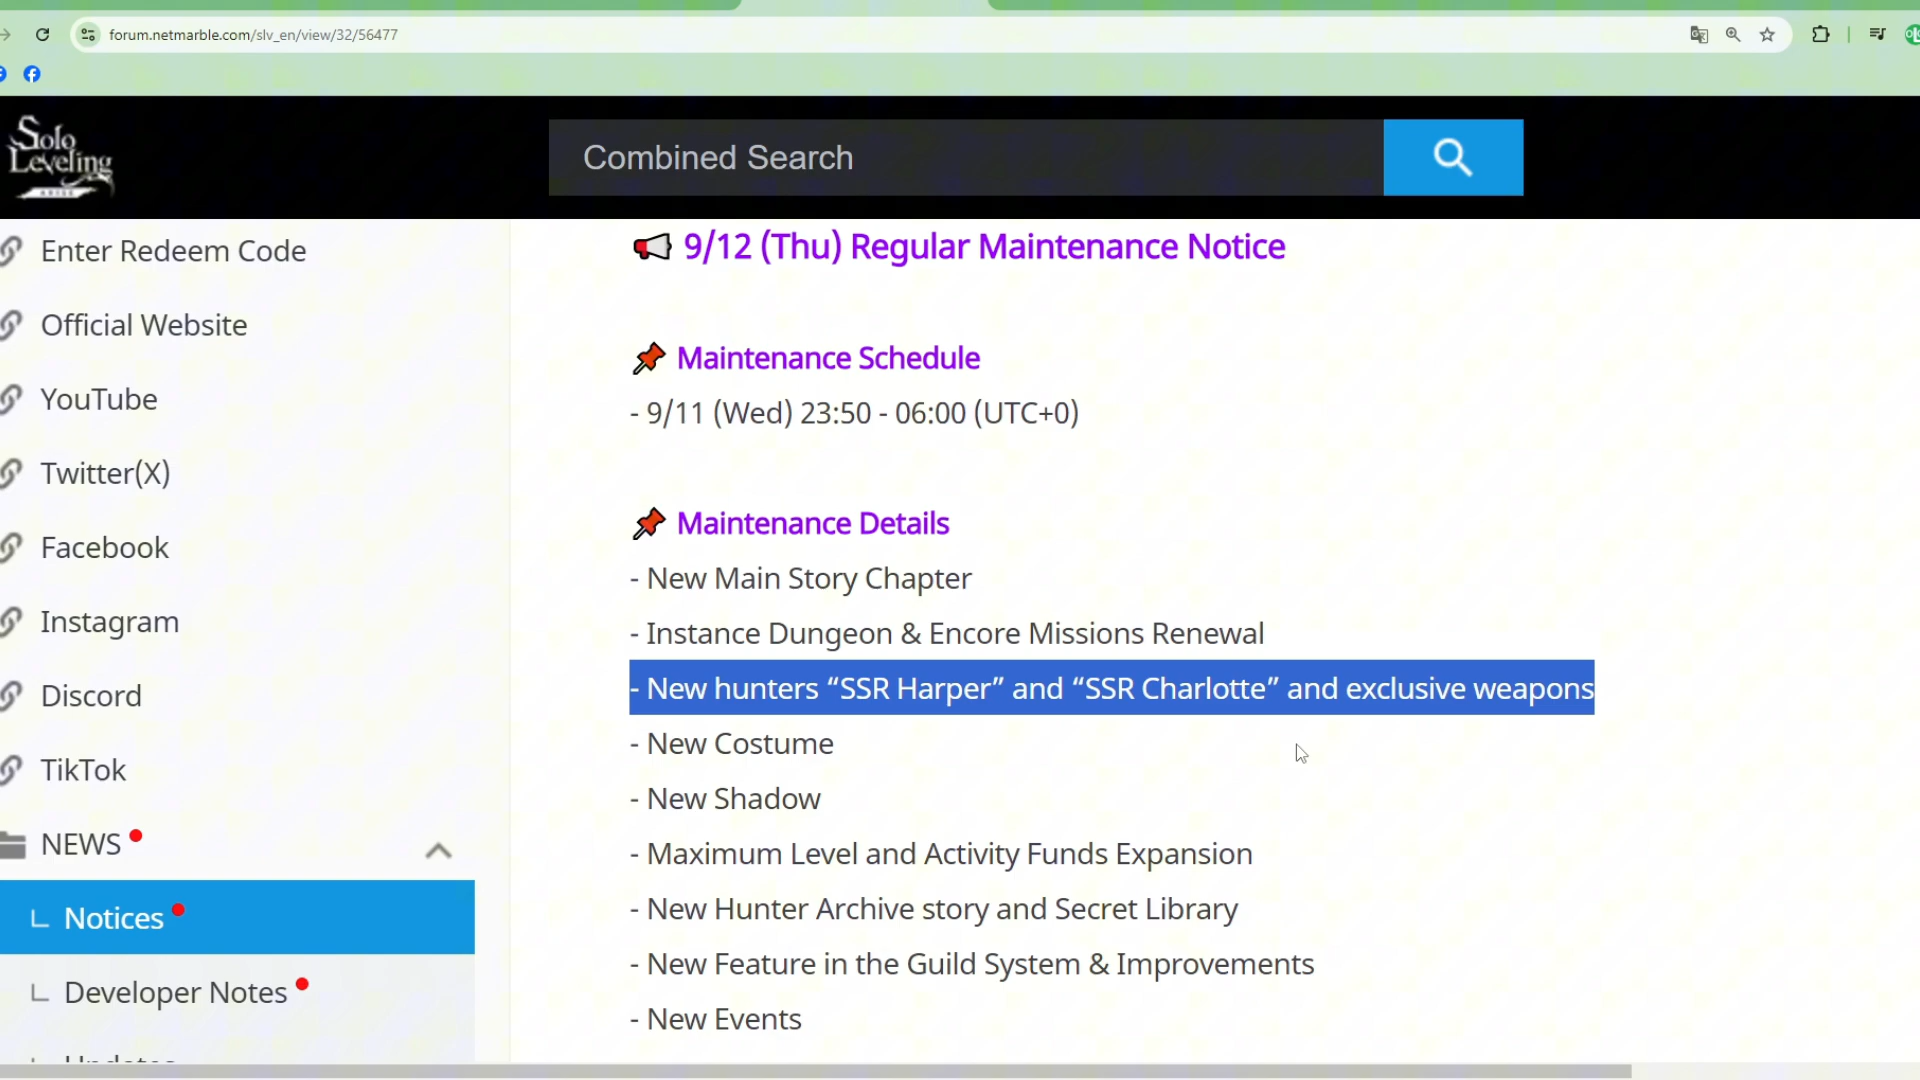 forum.netmarble.com/slv_en/view/32/56477
Solo
Leveling
Combined Search
Enter Redeem Code
Official Website
YouTube
Twitter(X)
Facebook
Instagram
Discord
TikTok
NEWS
Notices
Developer Notes
Updates
9/12 (Thu) Regular Maintenance Notice
Maintenance Schedule
- 9/11 (Wed) 23:50 - 06:00 (UTC+0)
Maintenance Details
- New Main Story Chapter
- Instance Dungeon & Encore Missions Renewal
- New hunters “SSR Harper” and “SSR Charlotte” and exclusive weapons
- New Costume
- New Shadow
- Maximum Level and Activity Funds Expansion
- New Hunter Archive story and Secret Library
- New Feature in the Guild System & Improvements
- New Events